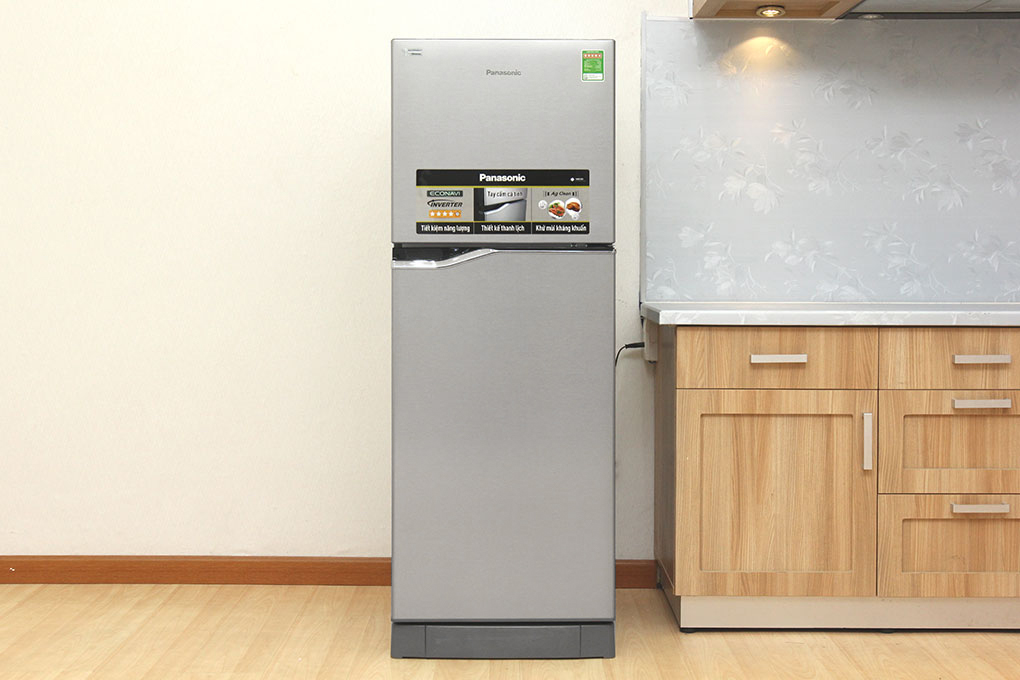 Panasonic
Panasonic
ECONAVI
INVERTER
Tay cầm cá tính
Ag Clean
Tiết kiệm năng lượng
Thiết kế thanh lịch
Khử mùi kháng khuẩn